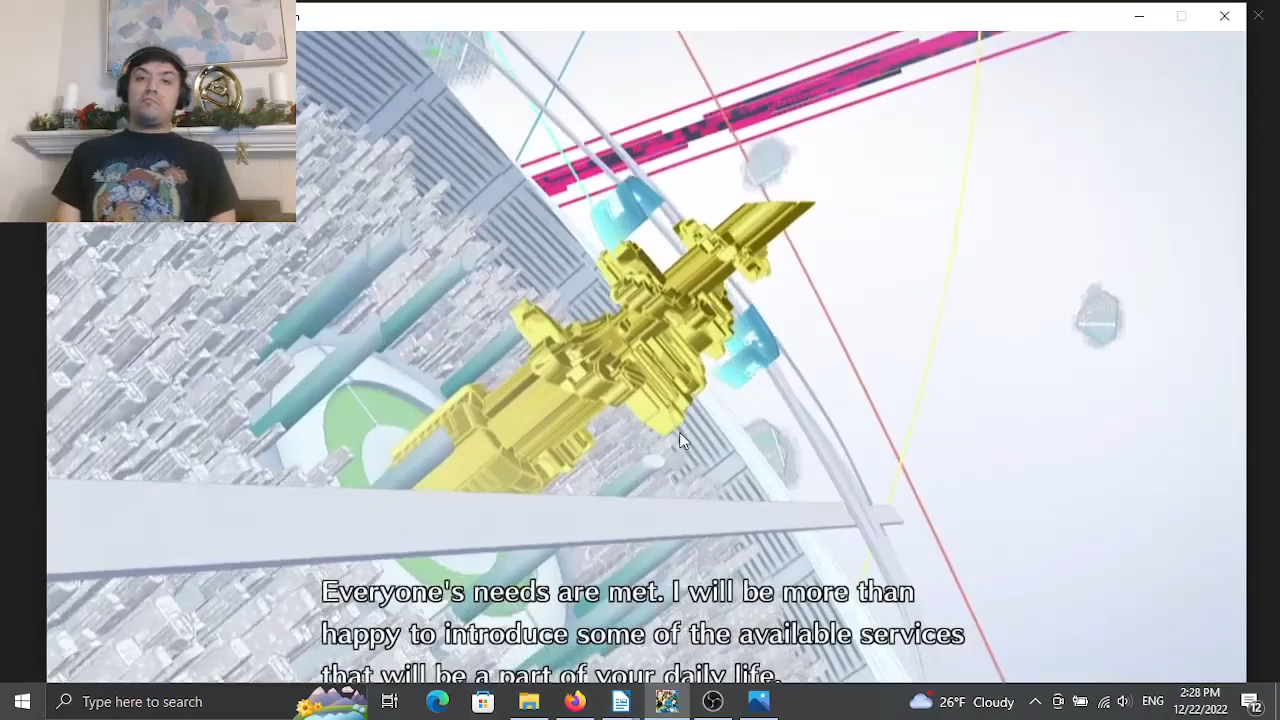 Everyone's needs are met. I will be more than
happy to introduce some of the available services
that will be a part of your daily life.
Type here to search
26°F Cloudy
ENG
2:28 PM
12/22/2022
12